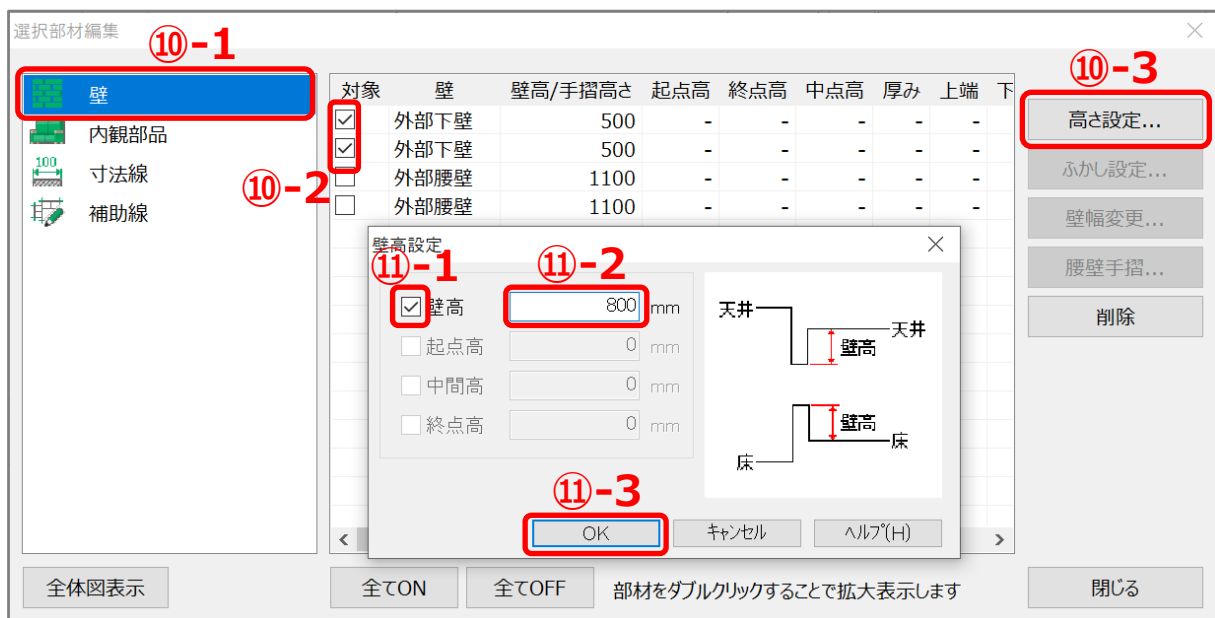 選択部材編集
⑩-1
⑩-3
壁
内観部品
100
寸法線
補助線
⑩-2
対象 壁 壁高/手摺高さ 起点高 終点高 中点高 厚み 上端 下
外部下壁 500 - - - - -
外部下壁 500 - - - - -
外部腰壁 1100 - - - - -
外部腰壁 1100 - - - - -
高さ設定...
ふかし設定...
壁幅変更...
腰壁手摺...
削除
壁高設定
⑪-1
⑪-2
壁高 800 mm
起点高 0 mm
中間高 0 mm
終点高 0 mm
天井
天井
壁高
壁高
床
床
⑪-3
OK キャンセル ヘルプ(H)
全体図表示 全てON 全てOFF 部材をダブルクリックすることで拡大表示します 閉じる